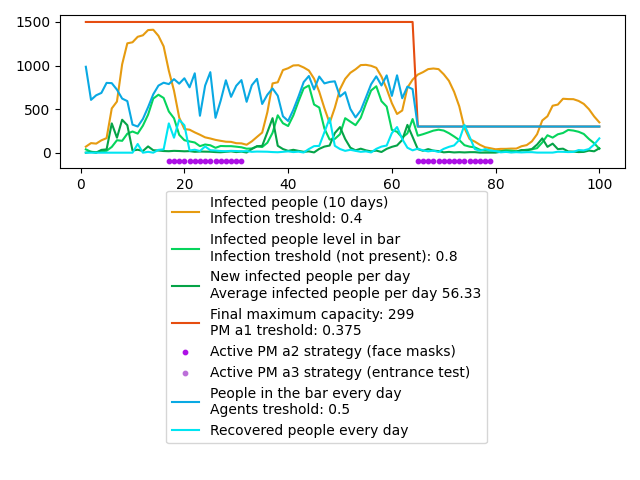 1500
1000
500
0
0
20
40
60
80
100
Infected people (10 days)
Infection treshold: 0.4
Infected people level in bar
Infection treshold (not present): 0.8
New infected people per day
Average infected people per day 56.33
Final maximum capacity: 299
PM a1 treshold: 0.375
Active PM a2 strategy (face masks)
Active PM a3 strategy (entrance test)
People in the bar every day
Agents treshold: 0.5
Recovered people every day